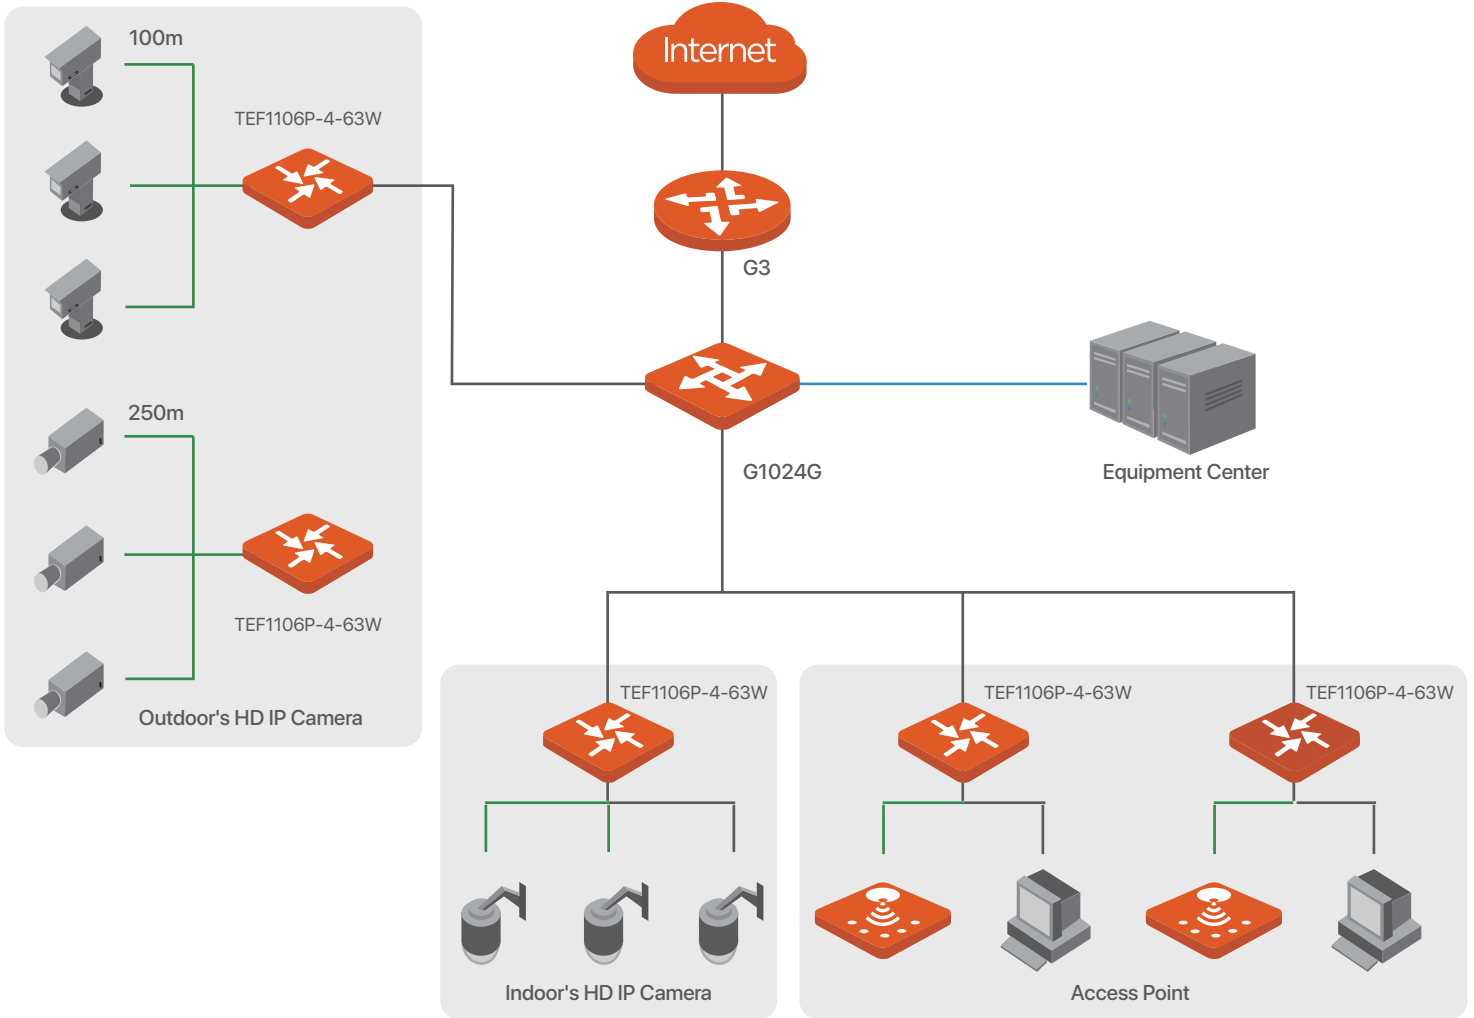 Internet
100m
TEF1106P-4-63W
G3
250m
G1024G
Equipment Center
TEF1106P-4-63W
Outdoor's HD IP Camera
TEF1106P-4-63W
TEF1106P-4-63W
TEF1106P-4-63W
Indoor's HD IP Camera
Access Point